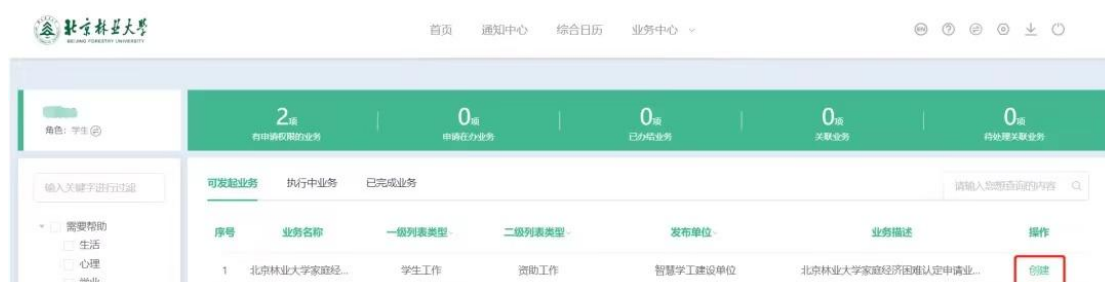 北京林业大学
BEIJING FORESTRY UNIVERSITY
首页 通知中心 综合日历 业务中心
EN
角色：学生
2项 0项 0项 0项 0项
有申请权限的业务 申请在办业务 已办结业务 关联业务 待处理关联业务
输入关键字进行过滤
可发起业务 执行中业务 已完成业务
请输入您想查询的内容
需要帮助
生活
心理
学业
序号 业务名称 一级列表类型 二级列表类型 发布单位 业务描述 操作
1 北京林业大学家庭经... 学生工作 资助工作 智慧学工建设单位 北京林业大学家庭经济困难认定申请业... 创建